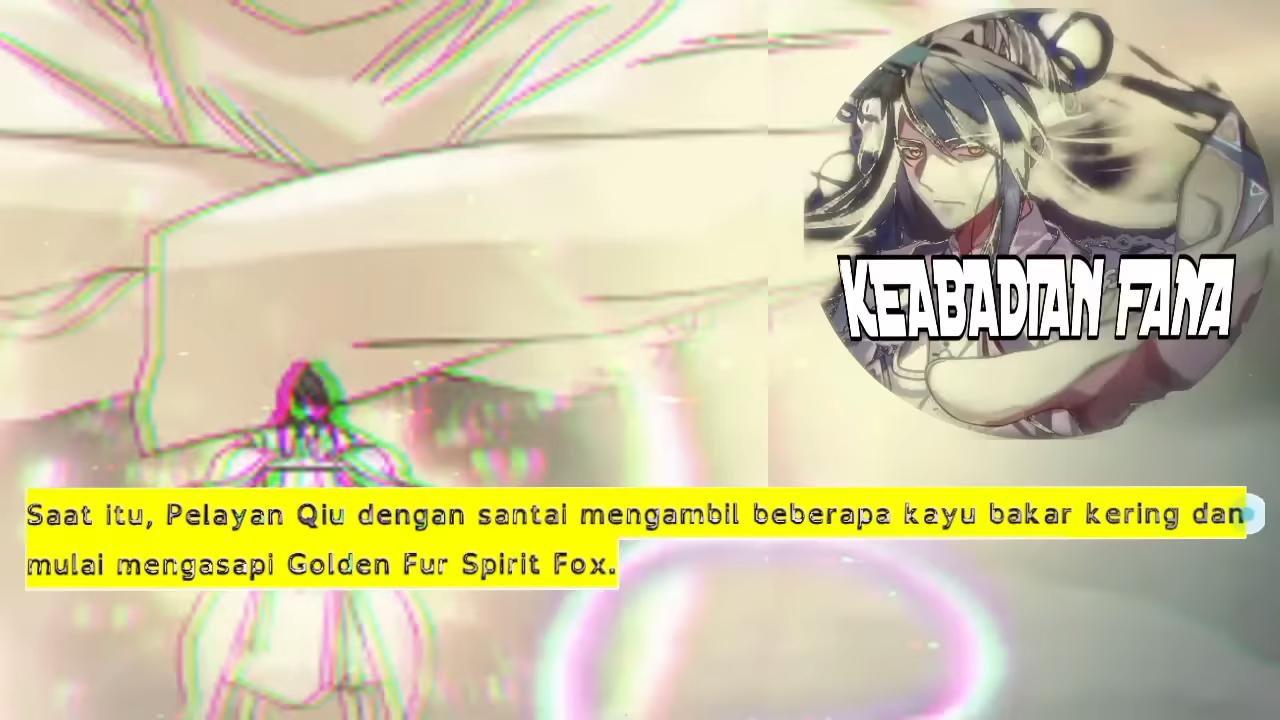 KEABADIAN FANA
Saat itu, Pelayan Qiu dengan santai mengambil beberapa kayu bakar kering dan
mulai mengasapi Golden Fur Spirit Fox.